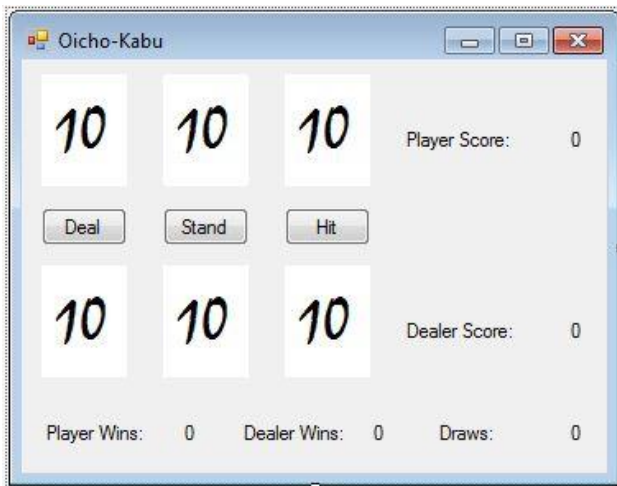 Oicho-Kabu
10 10 10 Player Score: 0
Deal Stand Hit
10 10 10 Dealer Score: 0
Player Wins: 0 Dealer Wins: 0 Draws: 0